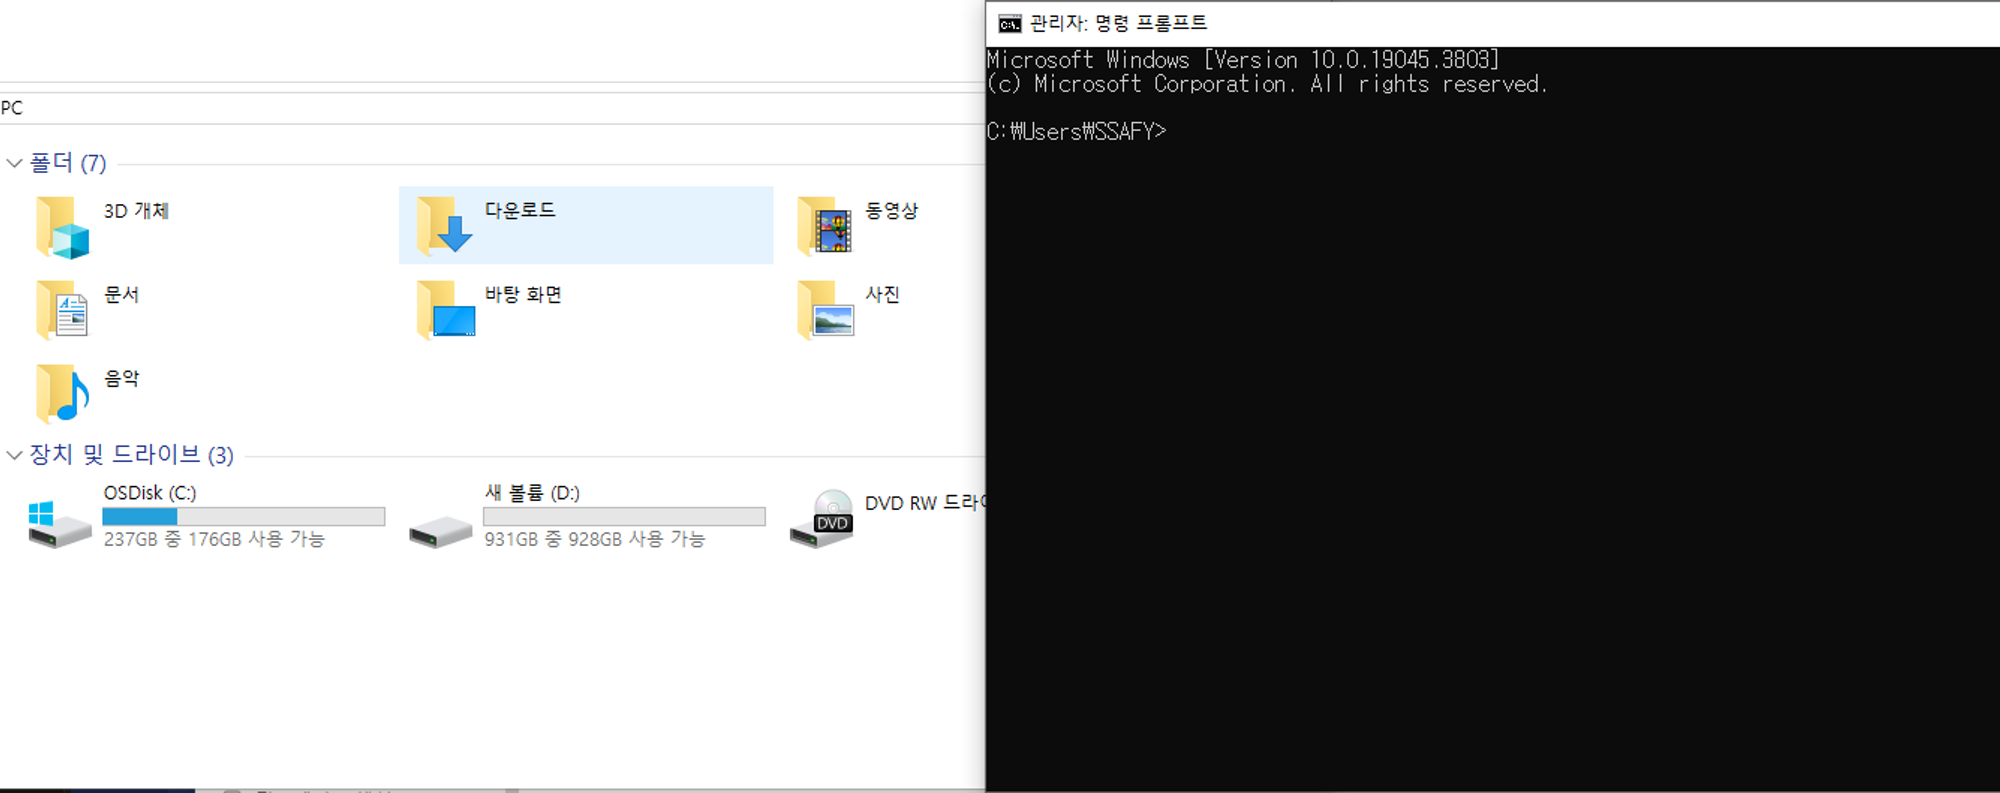 PC
폴더 (7)
3D 개체
다운로드
동영상
문서
바탕 화면
사진
음악
장치 및 드라이브 (3)
OSDisk (C:)
237GB 중 176GB 사용 가능
새 볼륨 (D:)
931GB 중 928GB 사용 가능
DVD
DVD RW
C:\.
관리자: 명령 프롬프트
Microsoft Windows [Version 10.0.19045.3803]
(c) Microsoft Corporation. All rights reserved.
C:₩Users₩SSAFY>